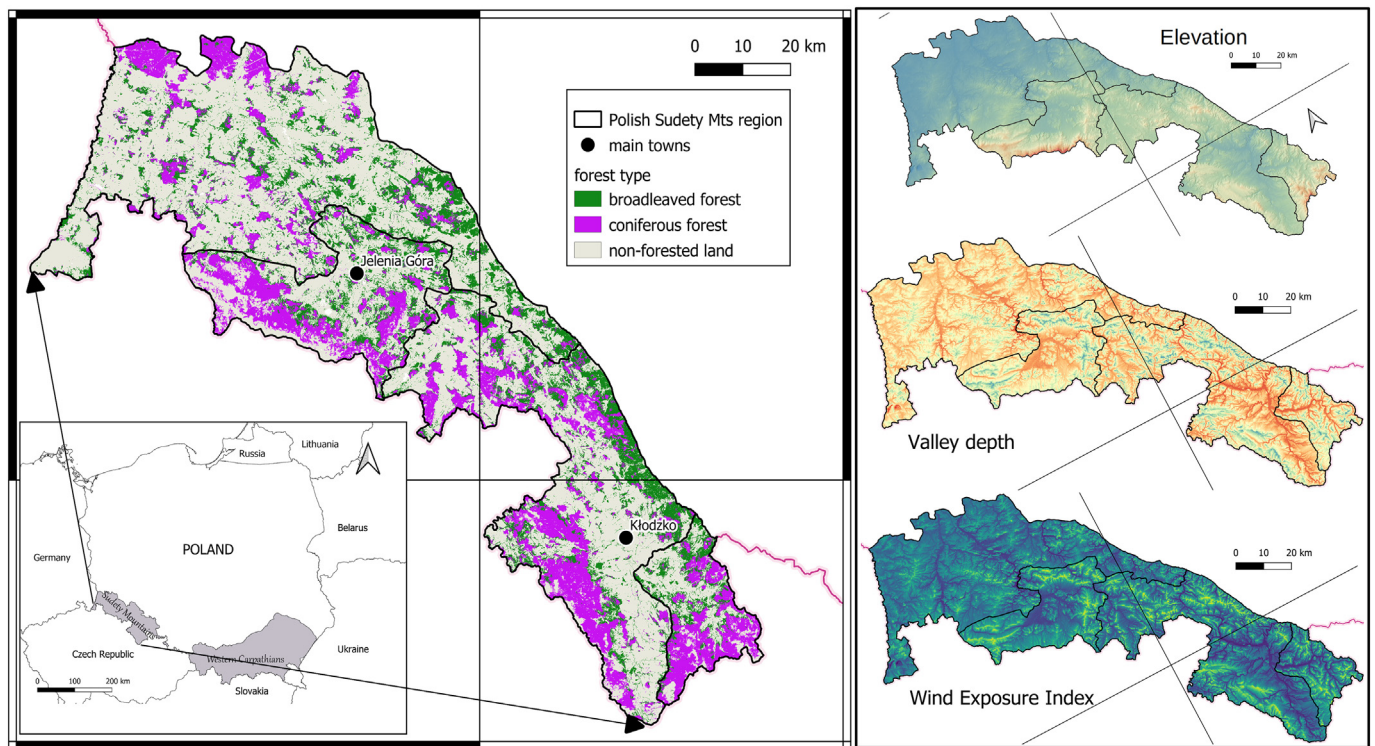 0 10 20 km
Polish Sudety Mts region
main towns
forest type
broadleaved forest
coniferous forest
non-forested land
Jelenia Góra
Kłodzko
Lithuania
Russia
Belarus
Germany
POLAND
Sudety Mountains
Czech Republic
Western Carpathians
Ukraine
Slovakia
0 100 200 km
Elevation
0 10 20 km
0 10 20 km
Valley depth
0 10 20 km
Wind Exposure Index